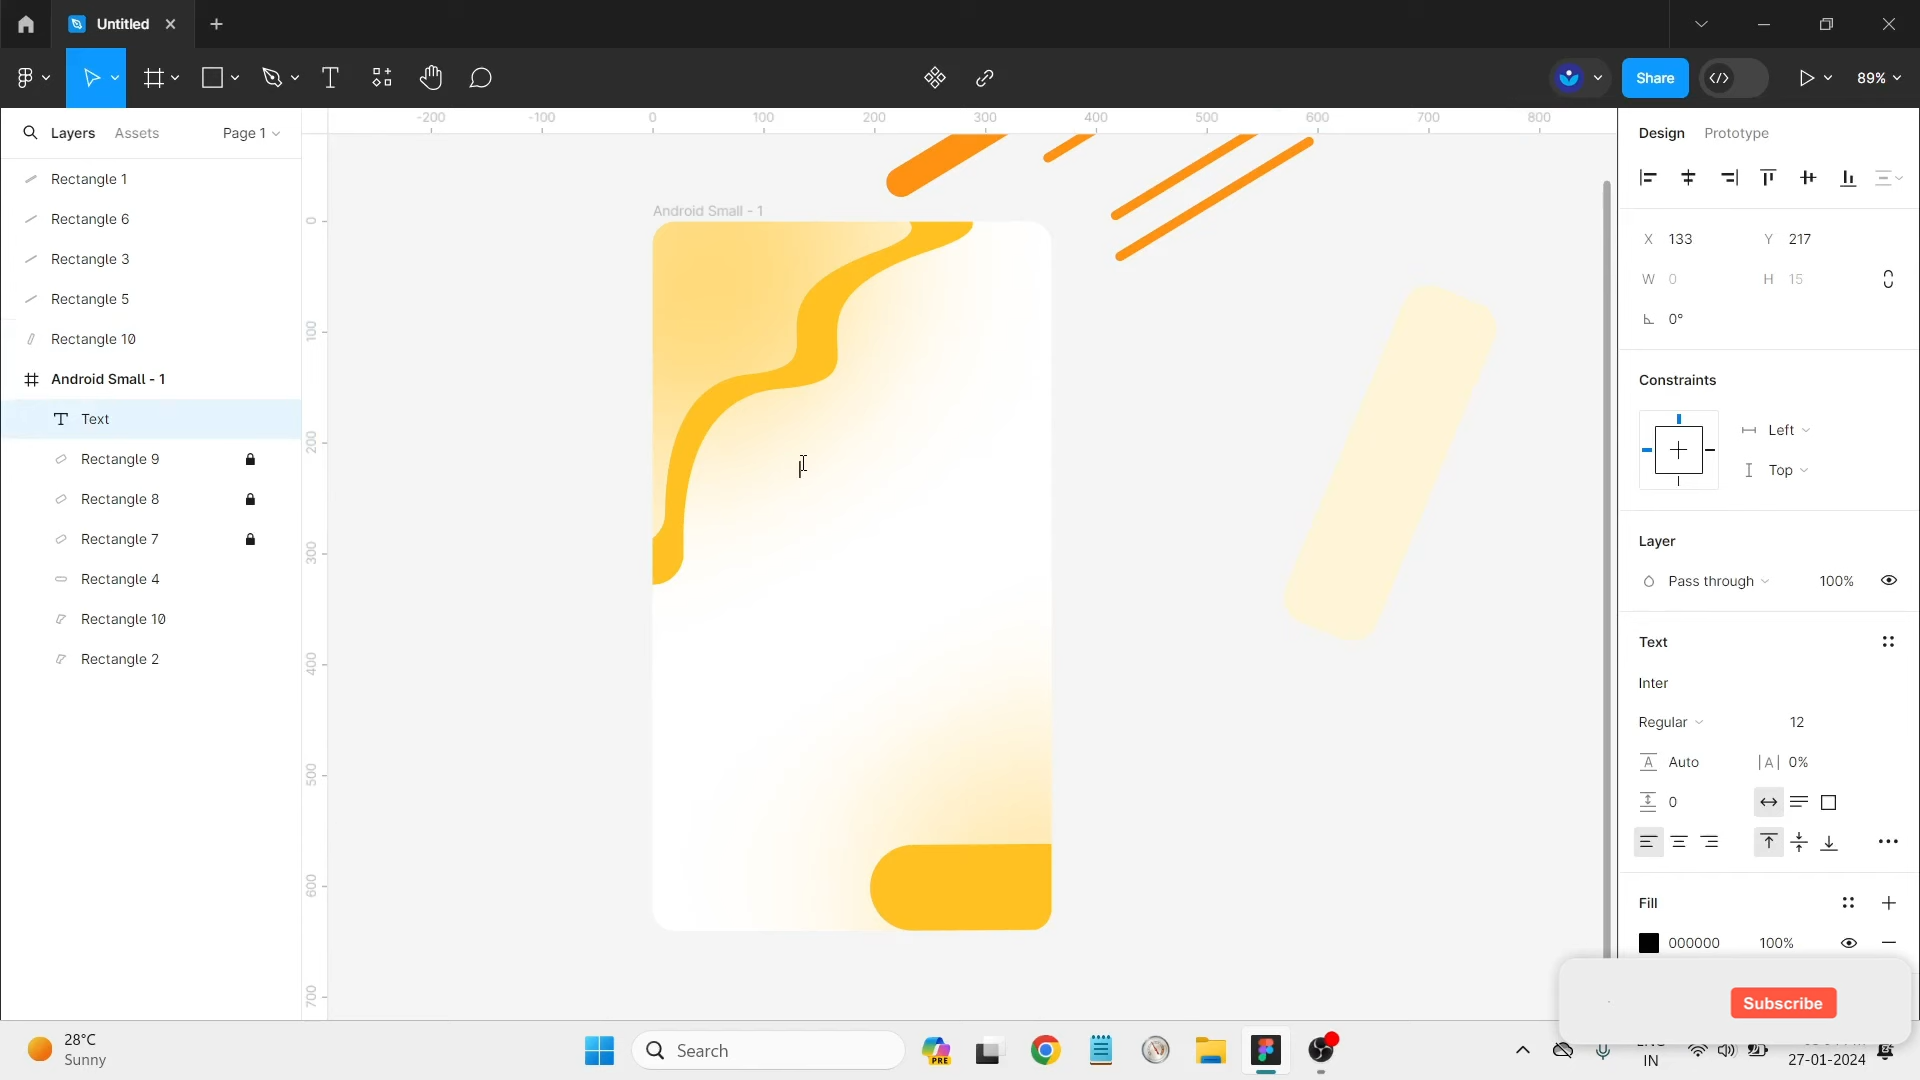 Untitled
Share
89%
Layers
Assets
Page 1
Rectangle 1
Rectangle 6
Rectangle 3
Rectangle 5
Rectangle 10
Android Small - 1
Text
Rectangle 9
Rectangle 8
Rectangle 7
Rectangle 4
Rectangle 10
Rectangle 2
-200 -100 0 100 200 300 400 500 600 700 800
0
100
200
300
400
500
600
700
Android Small - 1
Design
Prototype
X 133
Y 217
W 0
H 15
0°
Constraints
Left
Top
Layer
Pass through
100%
Text
Inter
Regular
12
Auto
0%
0
Fill
000000
100%
Subscribe
28°C
Sunny
Search
PRE
IN
27-01-2024